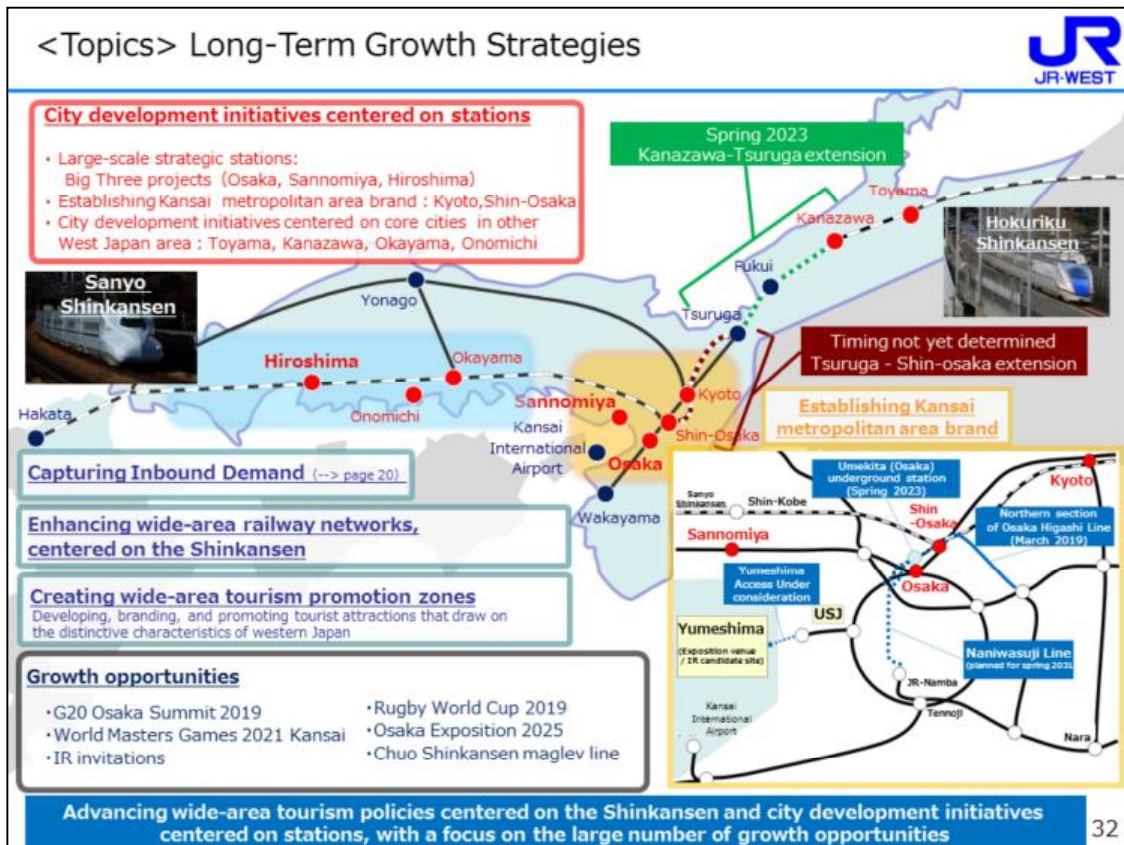 <Topics> Long-Term Growth Strategies
JR
JR-WEST
City development initiatives centered on stations
・Large-scale strategic stations:
Big Three projects (Osaka, Sannomiya, Hiroshima)
・Establishing Kansai metropolitan area brand : Kyoto,Shin-Osaka
・City development initiatives centered on core cities in other
West Japan area : Toyama, Kanazawa, Okayama, Onomichi
Spring 2023
Kanazawa-Tsuruga extension
Toyama
Kanazawa
Hokuriku
Shinkansen
Fukui
Tsuruga
Sanyo
Shinkansen
Yonago
Timing not yet determined
Tsuruga - Shin-osaka extension
Hiroshima
Okayama
Onomichi
Hakata
Sannomiya
Kyoto
Shin-Osaka
Kansai
International
Airport
Osaka
Wakayama
Establishing Kansai
metropolitan area brand
Capturing Inbound Demand (--> page 20)
Enhancing wide-area railway networks,
centered on the Shinkansen
Creating wide-area tourism promotion zones
Developing, branding, and promoting tourist attractions that draw on
the distinctive characteristics of western Japan
Growth opportunities
・G20 Osaka Summit 2019
・World Masters Games 2021 Kansai
・IR invitations
・Rugby World Cup 2019
・Osaka Exposition 2025
・Chuo Shinkansen maglev line
Umekita (Osaka)
underground station
(Spring 2023)
Kyoto
Sanyo
Shinkansen
Shin-Kobe
Shin
-Osaka
Northern section
of Osaka Higashi Line
(March 2019)
Sannomiya
Yumeshima
Access Under
consideration
Osaka
USJ
Yumeshima
(Exposition venue
/ IR candidate site)
Naniwasuji Line
(planned for spring
JR-Namba
Tennoji
Kansai
International
Airport
Nara
Advancing wide-area tourism policies centered on the Shinkansen and city development initiatives
centered on stations, with a focus on the large number of growth opportunities
32